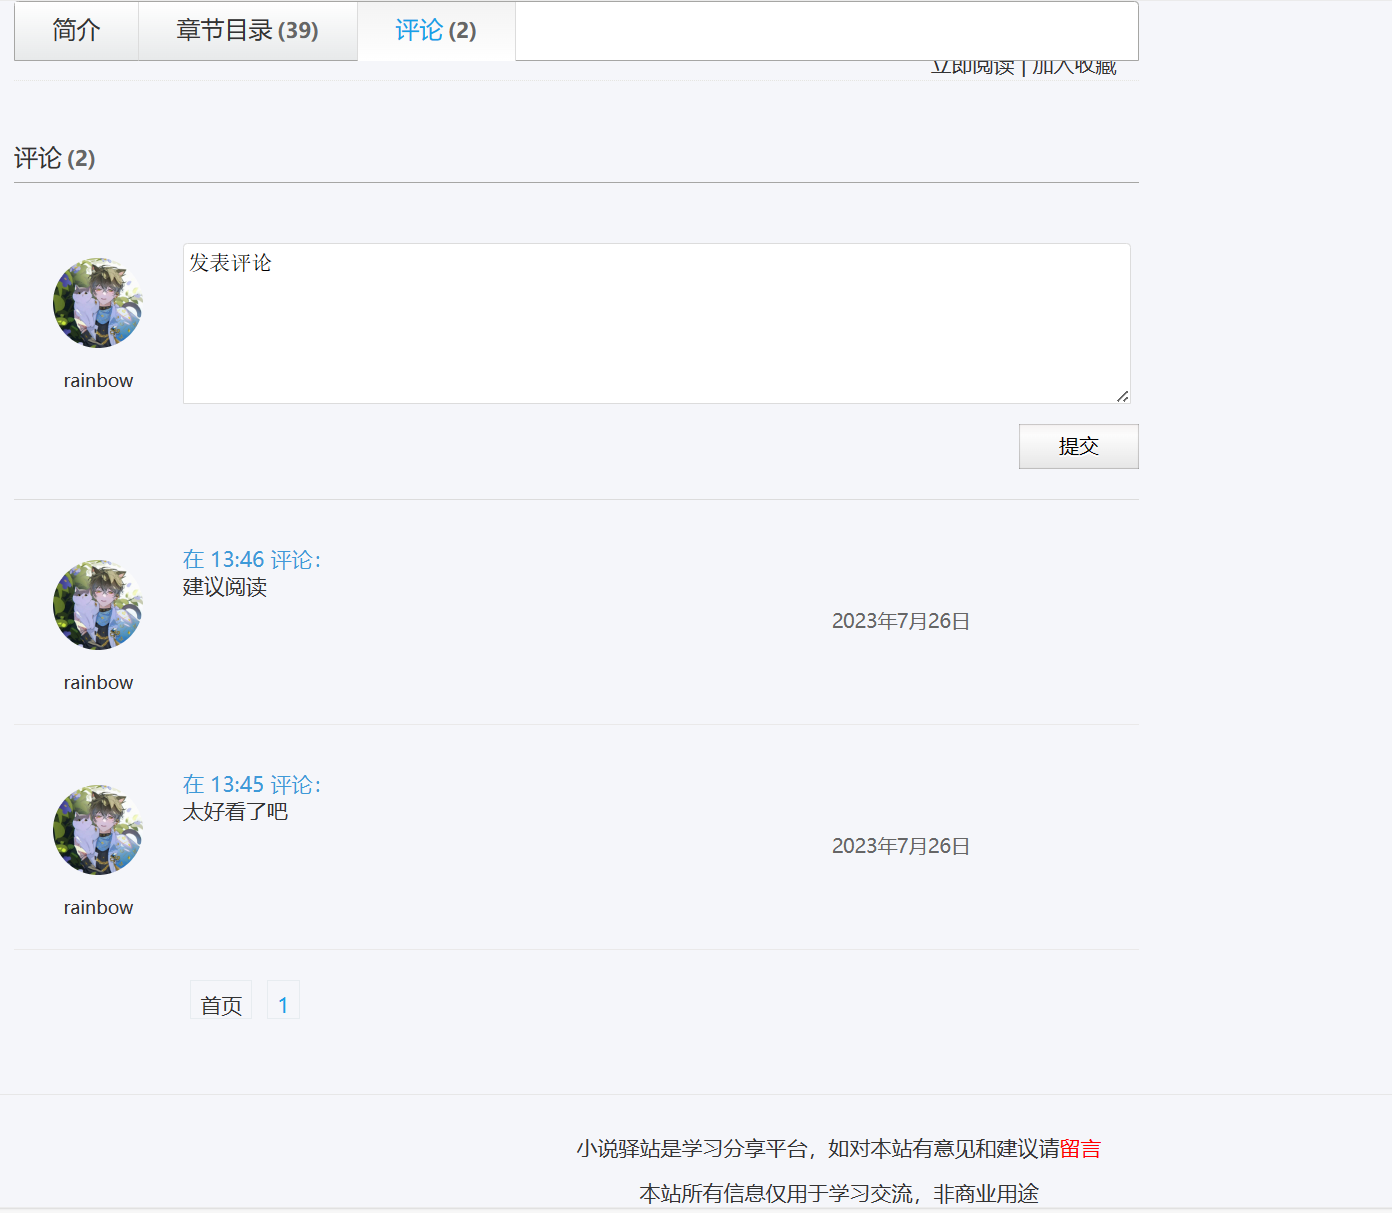 简介 章节目录 (39) 评论 (2)
立即阅读 | 加入收藏
评论 (2)
发表评论
rainbow
提交
在 13:46 评论：
建议阅读
2023年7月26日
rainbow
在 13:45 评论：
太好看了吧
2023年7月26日
rainbow
首页 1
小说驿站是学习分享平台，如对本站有意见和建议请留言
本站所有信息仅用于学习交流，非商业用途